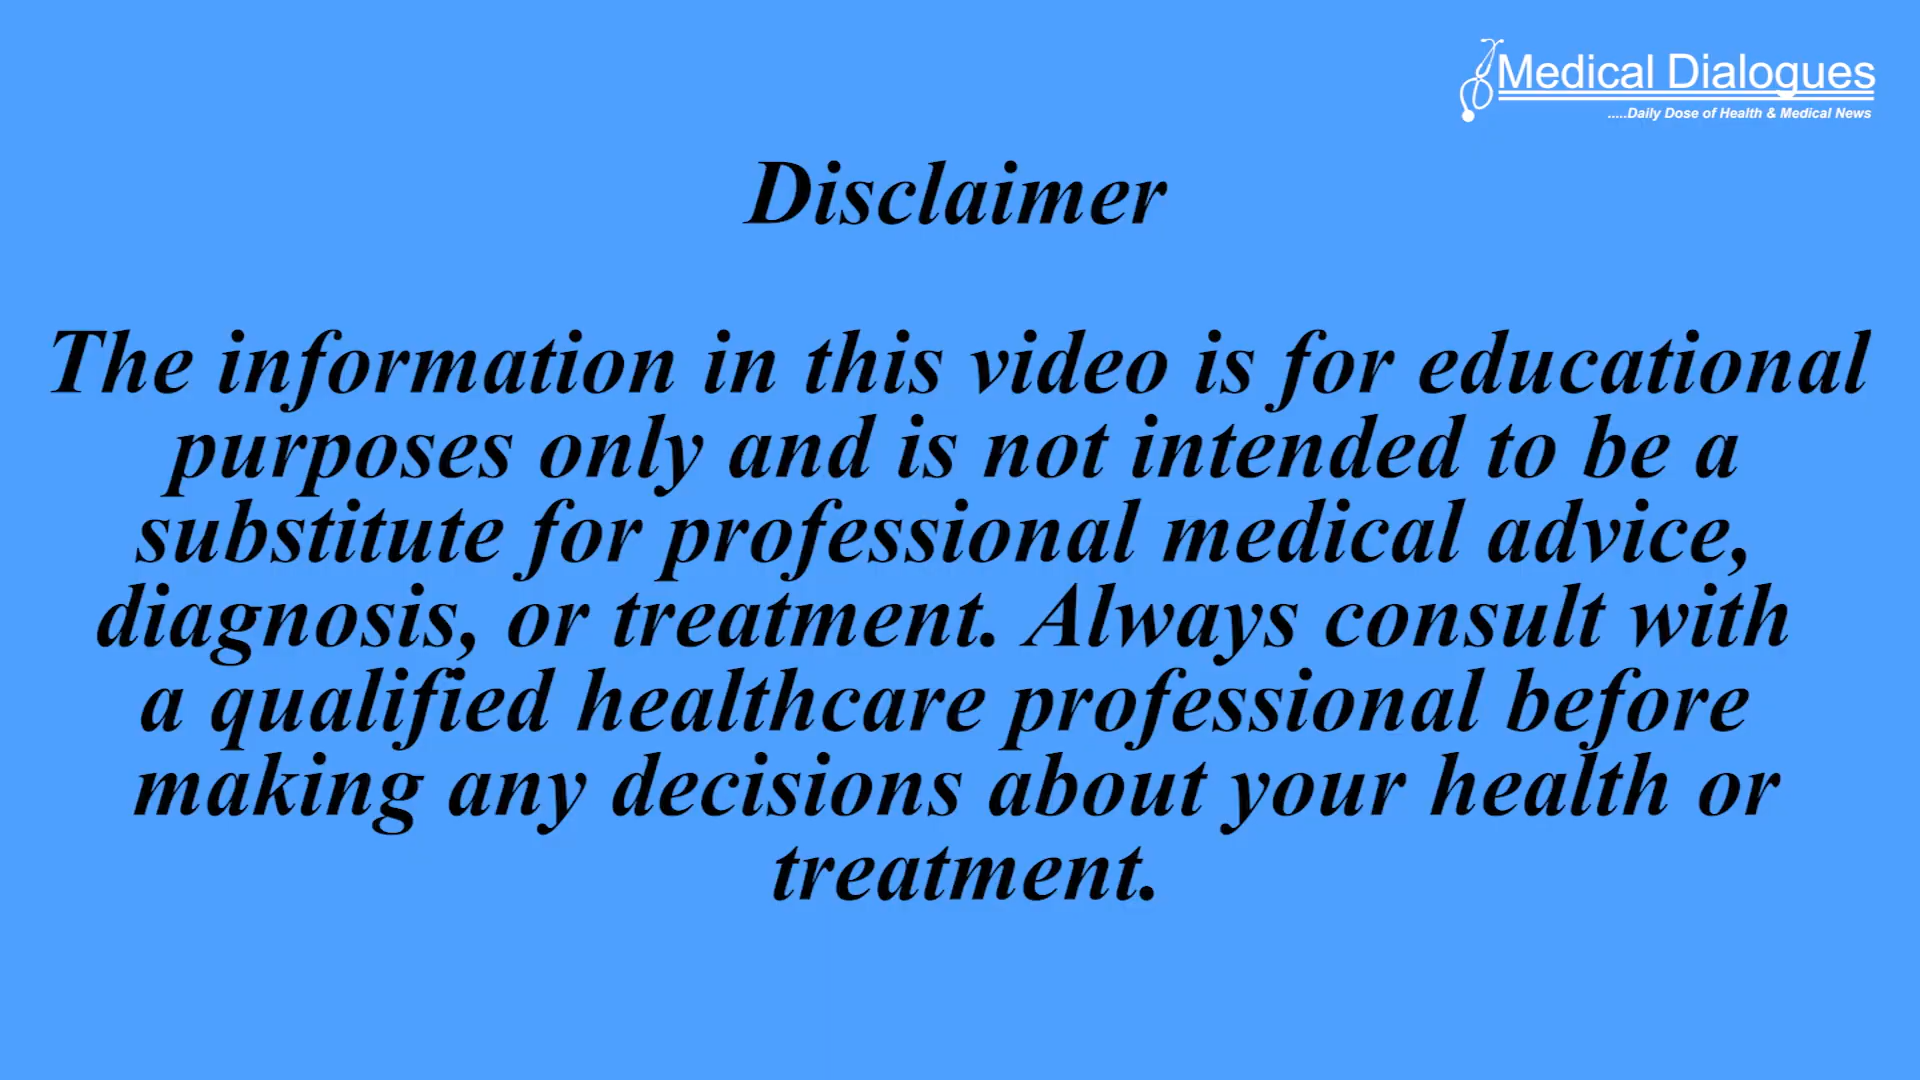 Medical Dialogues
.....Daily Dose of Health & Medical News
Disclaimer
The information in this video is for educational
purposes only and is not intended to be a
substitute for professional medical advice,
diagnosis, or treatment. Always consult with
a qualified healthcare professional before
making any decisions about your health or
treatment.